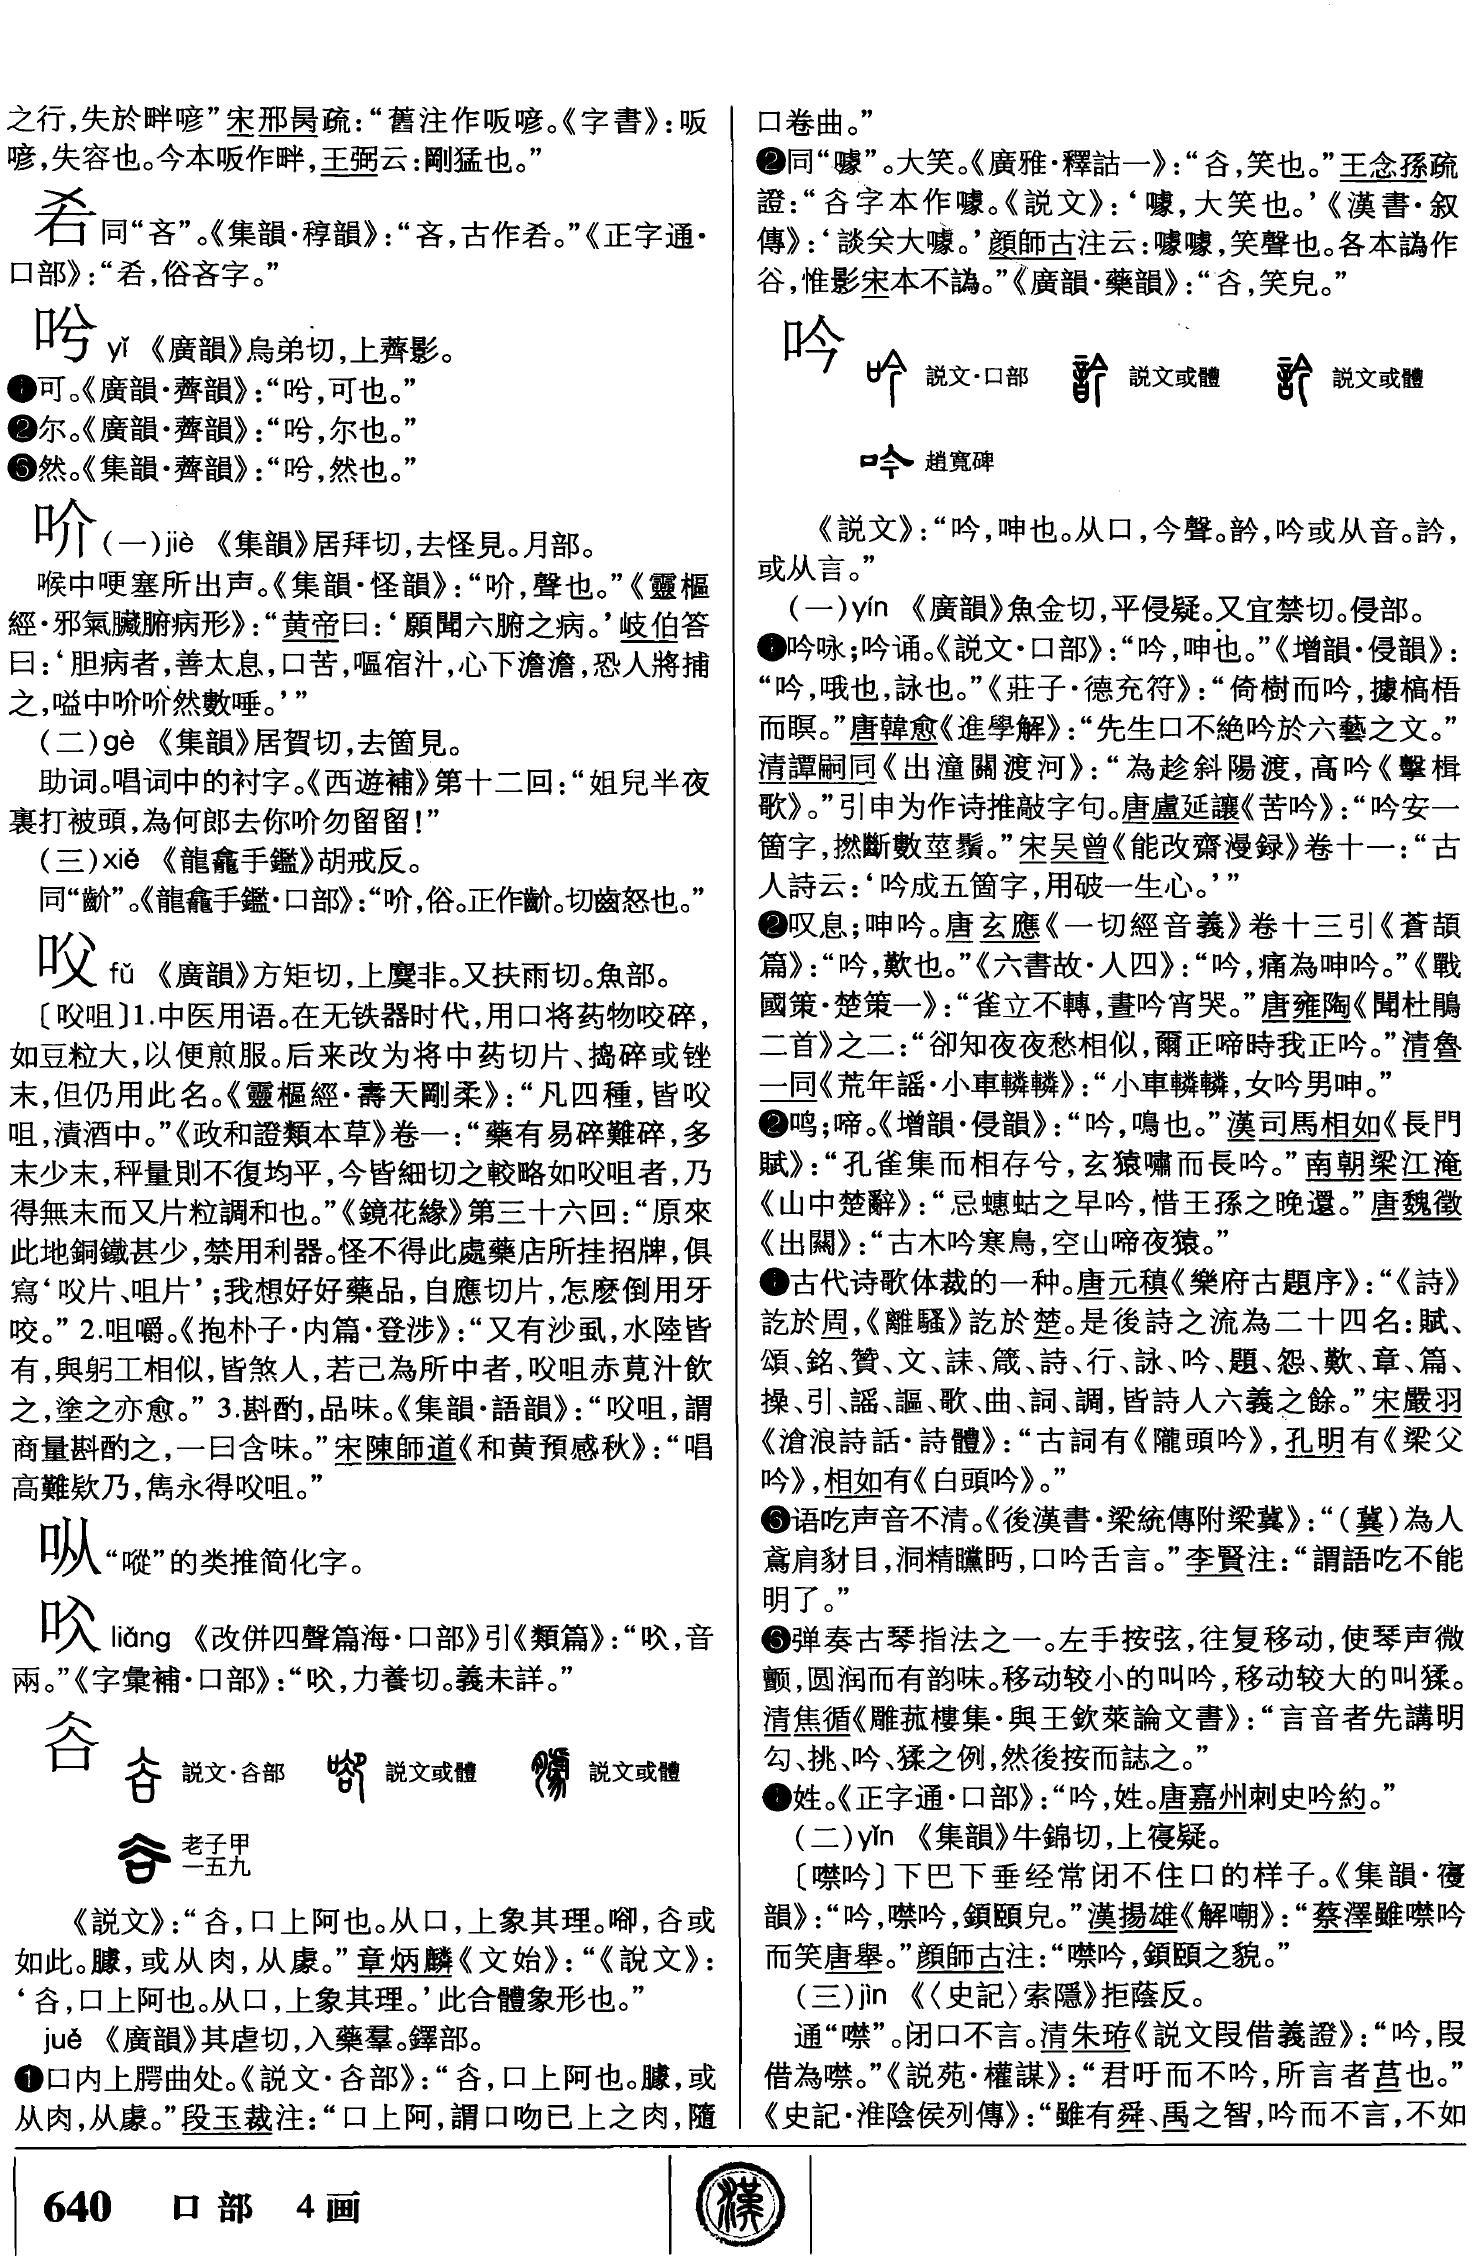 之行，失於畔喭”宋邢昺疏：“舊注作呄喭。《字書》：昄
喭，失容也。今本昄作畔，王弼云：剛猛也。”
㖁 同“吝”。《集韻·稕韻》：“吝，古作㖁。”《正字通·
口部》：“㖁，俗吝字。”
吤 yǐ 《廣韻》烏弟切，上薺影。
❶可。《廣韻·薺韻》：“，可也。”
❷尔。《廣韻·薺韻》：“，尔也。”
❸然。《集韻·薺韻》：“，然也。”
吤 (一)jiè 《集韻》居拜切，去怪見。月部。
喉中哽塞所出声。《集韻·怪韻》：“吤，聲也。”《靈樞
經·邪氣臟腑病形》：“黄帝曰：‘願聞六腑之病。’岐伯答
曰：‘胆病者，善太息，口苦，嘔宿汁，心下澹澹，恐人將捕
之，嗌中吤吤然數唾。’”
(二)gè 《集韻》居賀切，去箇見。
助词。唱词中的衬字。《西遊補》第十二回：“姐兒半夜
裏打被頭，為何郎去你吤勿留留！”
(三)xiè 《龍龕手鑑》胡戒反。
同“齘”。《龍龕手鑑·口部》：“吤，俗。正作齘。切齒怒也。”
㕮 fǔ 《廣韻》方矩切，上麌非。又扶雨切。魚部。
〔㕮咀〕1.中医用语。在无铁器时代，用口将药物咬碎，
如豆粒大，以便煎服。后来改为将中药切片、捣碎或锉
末，但仍用此名。《靈樞經·壽夭剛柔》：“凡四種，皆㕮
咀，漬酒中。”《政和證類本草》卷一：“藥有易碎難碎，多
末少末，秤量則不復均平，今皆細切之較略如㕮咀者，乃
得無末而又片粒調和也。”《鏡花緣》第三十六回：“原來
此地銅鐵甚少，禁用利器。怪不得此處藥店所挂招牌，俱
寫‘㕮片、咀片’；我想好好藥品，自應切片，怎麽倒用牙
咬。” 2.咀嚼。《抱朴子·内篇·登涉》：“又有沙虱，水陸皆
有，與躬工相似，皆煞人，若己為所中者，㕮咀赤莧汁飲
之，塗之亦愈。” 3.斟酌，品味。《集韻·語韻》：“㕮咀，謂
商量斟酌之，一曰含味。”宋陳師道《和黄預感秋》：“唱
高難欸乃，雋永得㕮咀。”
“嘥”的类推简化字。
liǎng 《改併四聲篇海·口部》引《類篇》：“，音
兩。”《字彙補·口部》：“，力養切。義未詳。”
𧮫 説文·𧮫部 説文或體 説文或體
老子甲
一五九
《説文》：“𧮫，口上阿也。从口，上象其理。㕁，𧮫或
如此。臄，或从肉，从豦。”章炳麟《文始》：“《說文》：
‘𧮫，口上阿也。从口，上象其理。’此合體象形也。”
jué 《廣韻》其虐切，入藥羣。鐸部。
❶口内上腭曲处。《説文·𧮫部》：“𧮫，口上阿也。臄，或
从肉，从豦。”段玉裁注：“口上阿，謂口吻已上之肉，隨
口卷曲。”
❷同“噱”。大笑。《廣雅·釋詁一》：“𧮫，笑也。”王念孫疏
證：“𧮫字本作噱。《説文》：‘噱，大笑也。’《漢書·叙
傳》：‘談笑大噱。’顔師古注云：噱噱，笑聲也。各本譌作
谷，惟影宋本不譌。”《廣韻·藥韻》：“𧮫，笑皃。”
吟 説文·口部 説文或體 説文或體
趙寬碑
《説文》：“吟，呻也。从口，今聲。䪩，吟或从音。訡，
或从言。”
(一)yín 《廣韻》魚金切，平侵疑。又宜禁切。侵部。
❶吟咏；吟诵。《説文·口部》：“吟，呻也。”《增韻·侵韻》：
“吟，哦也，詠也。”《莊子·德充符》：“倚樹而吟，據槁梧
而瞑。”唐韓愈《進學解》：“先生口不絶吟於六藝之文。”
清譚嗣同《出潼關渡河》：“為趁斜陽渡，高吟《擊楫
歌》。”引申为作诗推敲字句。唐盧延讓《苦吟》：“吟安一
箇字，撚斷數莖鬚。”宋吴曾《能改齋漫録》卷十一：“古
人詩云：‘吟成五箇字，用破一生心。’”
❷叹息；呻吟。唐玄應《一切經音義》卷十三引《蒼頡
篇》：“吟，歎也。”《六書故·人四》：“吟，痛為呻吟。”《戰
國策·楚策一》：“雀立不轉，晝吟宵哭。”唐雍陶《聞杜鵑
二首》之二：“卻知夜夜愁相似，爾正啼時我正吟。”清魯
一同《荒年謡·小車轔轔》：“小車轔轔，女吟男呻。”
❸鸣；啼。《增韻·侵韻》：“吟，鳴也。”漢司馬相如《長門
賦》：“孔雀集而相存兮，玄猿嘯而長吟。”南朝梁江淹
《山中楚辭》：“忌蟪蛄之早吟，惜王孫之晚還。”唐魏徵
《出關》：“古木吟寒鳥，空山啼夜猿。”
❹古代诗歌体裁的一种。唐元稹《樂府古題序》：“《詩》
訖於周，《離騷》訖於楚。是後詩之流為二十四名：賦、
頌、銘、贊、文、誄、箴、詩、行、詠、吟、題、怨、歎、章、篇、
操、引、謡、謳、歌、曲、詞、調，皆詩人六義之餘。”宋嚴羽
《滄浪詩話·詩體》：“古詞有《隴頭吟》，孔明有《梁父
吟》，相如有《白頭吟》。”
❺语吃声音不清。《後漢書·梁統傳附梁冀》：“(冀)為人
鳶肩豺目，洞精矘眄，口吟舌言。”李賢注：“謂語吃不能
明了。”
❻弹奏古琴指法之一。左手按弦，往复移动，使琴声微
颤，圆润而有韵味。移动较小的叫吟，移动较大的叫猱。
清焦循《雕菰樓集·與王欽萊論文書》：“言音者先講明
勾、挑、吟、猱之例，然後按而誌之。”
❼姓。《正字通·口部》：“吟，姓。唐嘉州刺史吟約。”
(二)yǐn 《集韻》牛錦切，上寑疑。
〔噤吟〕下巴下垂经常闭不住口的样子。《集韻·寑
韻》：“吟，噤吟，顉頤皃。”漢揚雄《解嘲》：“蔡澤雖噤吟
而笑唐舉。”顔師古注：“噤吟，顉頤之貌。”
(三)jìn 《〈史記〉索隱》拒蔭反。
通“噤”。闭口不言。清朱珔《説文叚借義證》：“吟，叚
借為噤。”《説苑·權謀》：“君吁而不吟，所言者莒也。”
《史記·淮陰侯列傳》：“雖有舜、禹之智，吟而不言，不如
640 口部 4画
漢